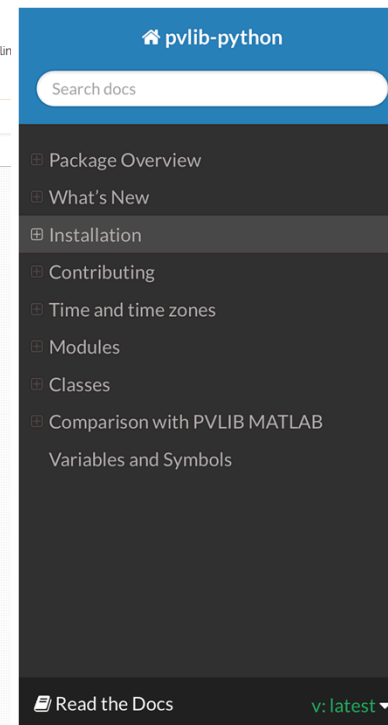 lin
pvlib-python
Search docs
Package Overview
What's New
Installation
Contributing
Time and time zones
Modules
Classes
Comparison with PVLIB MATLAB
Variables and Symbols
Read the Docs
v: latest